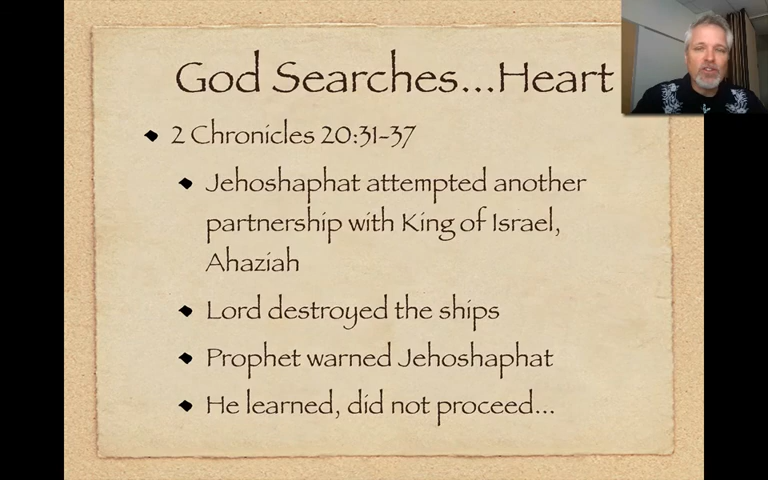 God Searches...Heart
2 Chronicles 20:31-37
Jehoshaphat attempted another
partnership with King of Israel,
Ahaziah
Lord destroyed the ships
Prophet warned Jehoshaphat
He learned, did not proceed...